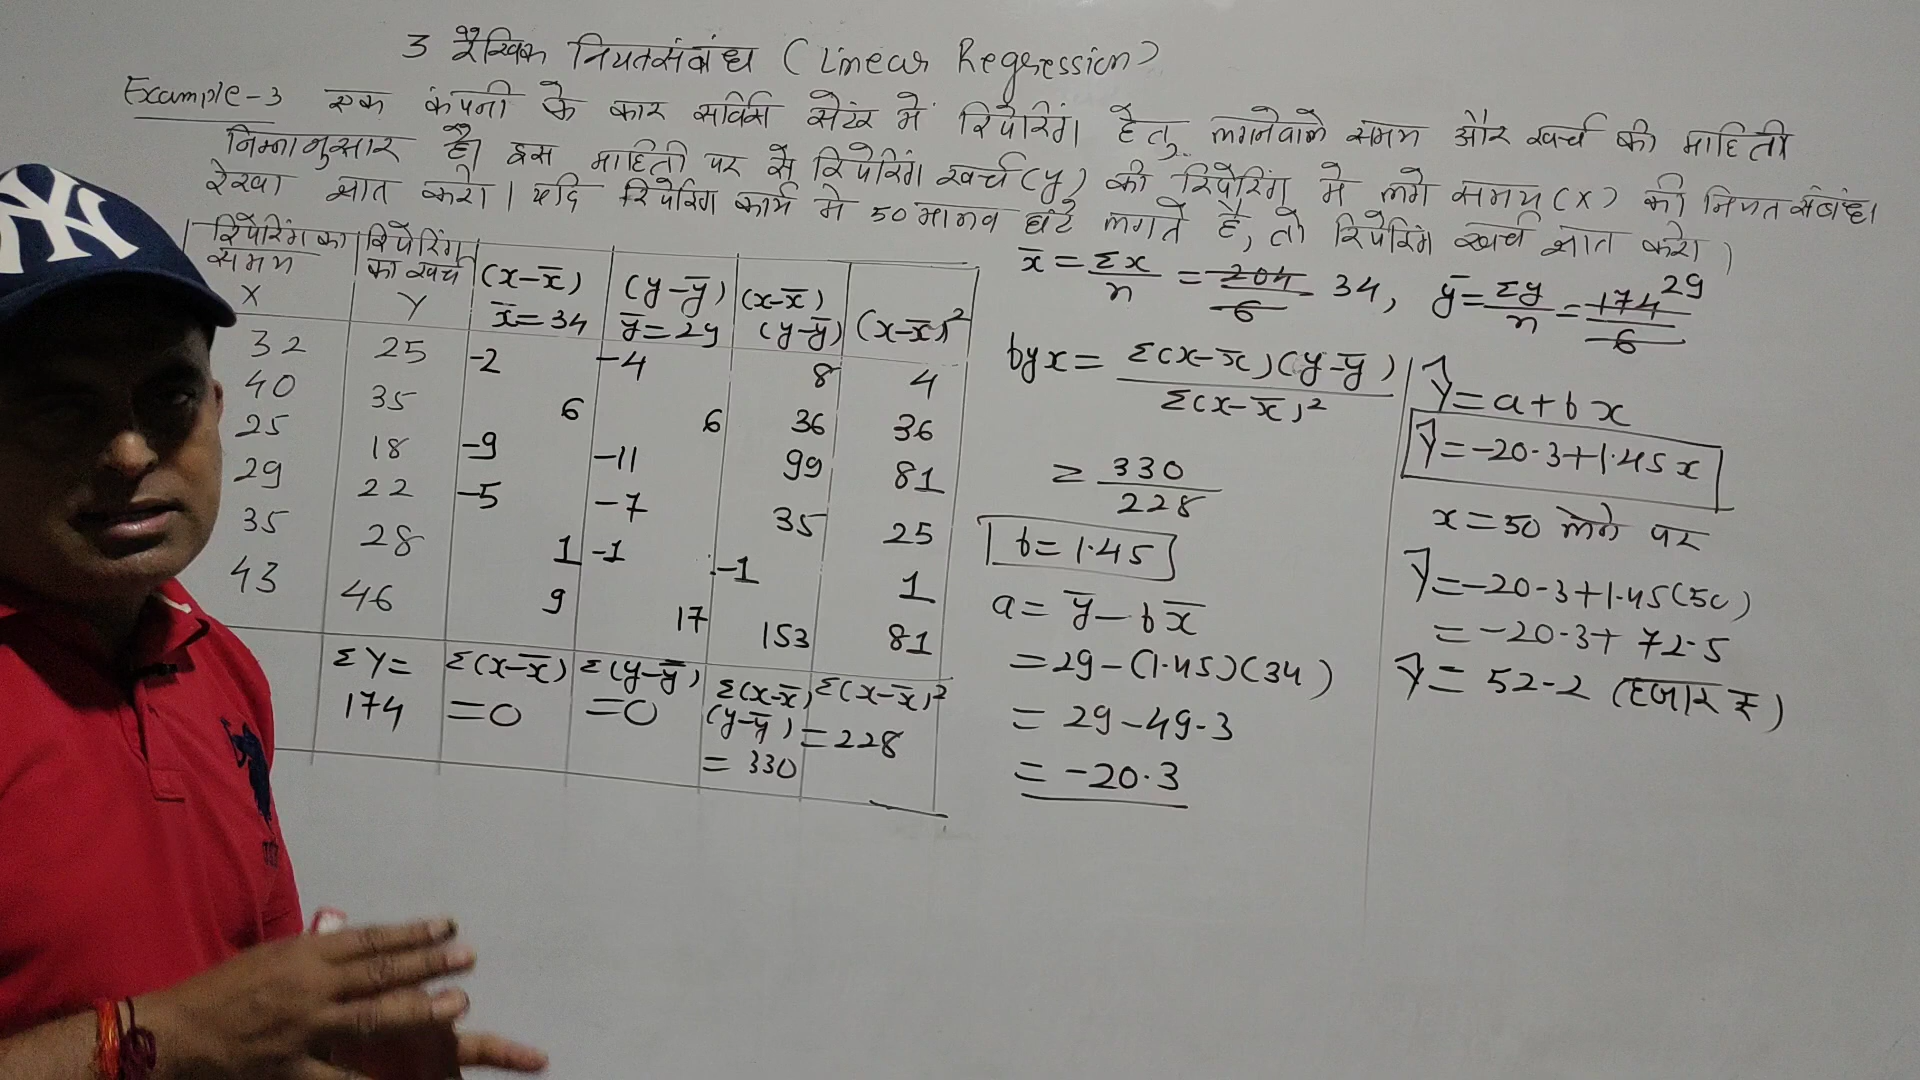 3 रैखिक नियतसंबंध (Linear Regression)
Example-3 एक कंपनी के कार सर्विस सेंटर में रिपेरिंग हेतु लगनेवाले समय और खर्च की माहिती
निम्नानुसार है। इस माहिती पर से रिपेरिंग खर्च (y) की रिपेरिंग में लगे समय (x) की नियतसंबंध
रेखा ज्ञात करो। यदि रिपेरिंग कार्य मे 50 मानव घंटे लगते है, तो रिपेरिंग खर्च ज्ञात करो।
रिपेरिंग का समय X | रिपेरिंग का खर्च Y | (x-x̅) x̅=34 | (y-y̅) y̅=29 | (x-x̅)(y-y̅) | (x-x̅)²
32 25 -2 -4 8 4
40 35 6 6 36 36
25 18 -9 -11 99 81
29 22 -5 -7 35 25
35 28 1 -1 -1 1
43 46 9 17 153 81
ΣY=174 Σ(x-x̅)=0 Σ(y-y̅)=0 Σ(x-x̅)(y-y̅)=330 Σ(x-x̅)²=228
x̅ = Σx/n = 204/6 34, y̅ = Σy/n = 174/6 29
byx = Σ(x-x̅)(y-y̅)/Σ(x-x̅)²
= 330/228
b=1.45
a = y̅ - bx̅
=29-(1.45)(34)
= 29-49.3
= -20.3
ŷ=a+bx
ŷ=-20.3+1.45x
x=50 लेने पर
ŷ=-20.3+1.45(50)
= -20.3+72.5
ŷ= 52.2 (हजार ₹)
NY